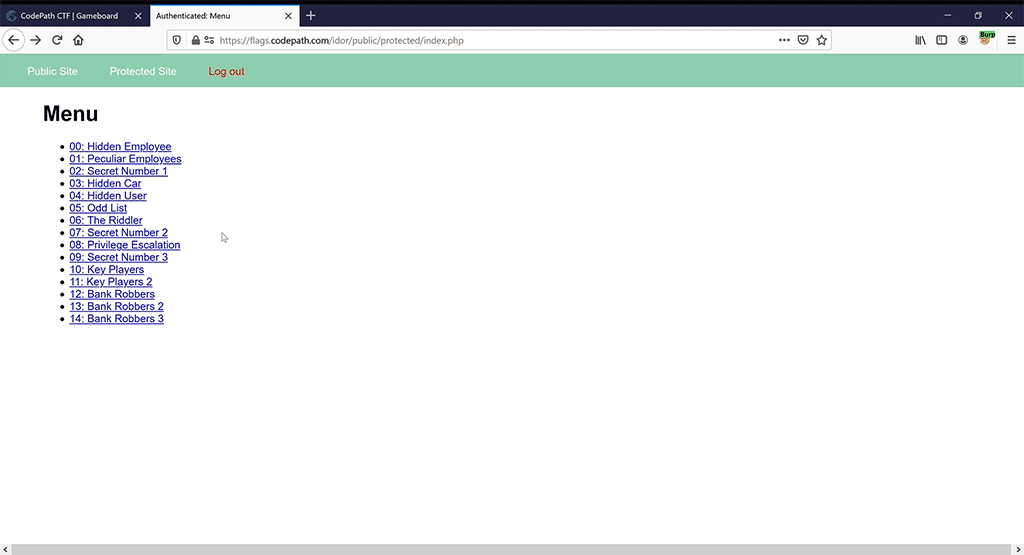 CodePath CTF | Gameboard
Authenticated: Menu
https://flags.codepath.com/idor/public/protected/index.php
Burp
Public Site
Protected Site
Log out
Menu
00: Hidden Employee
01: Peculiar Employees
02: Secret Number 1
03: Hidden Car
04: Hidden User
05: Odd List
06: The Riddler
07: Secret Number 2
08: Privilege Escalation
09: Secret Number 3
10: Key Players
11: Key Players 2
12: Bank Robbers
13: Bank Robbers 2
14: Bank Robbers 3